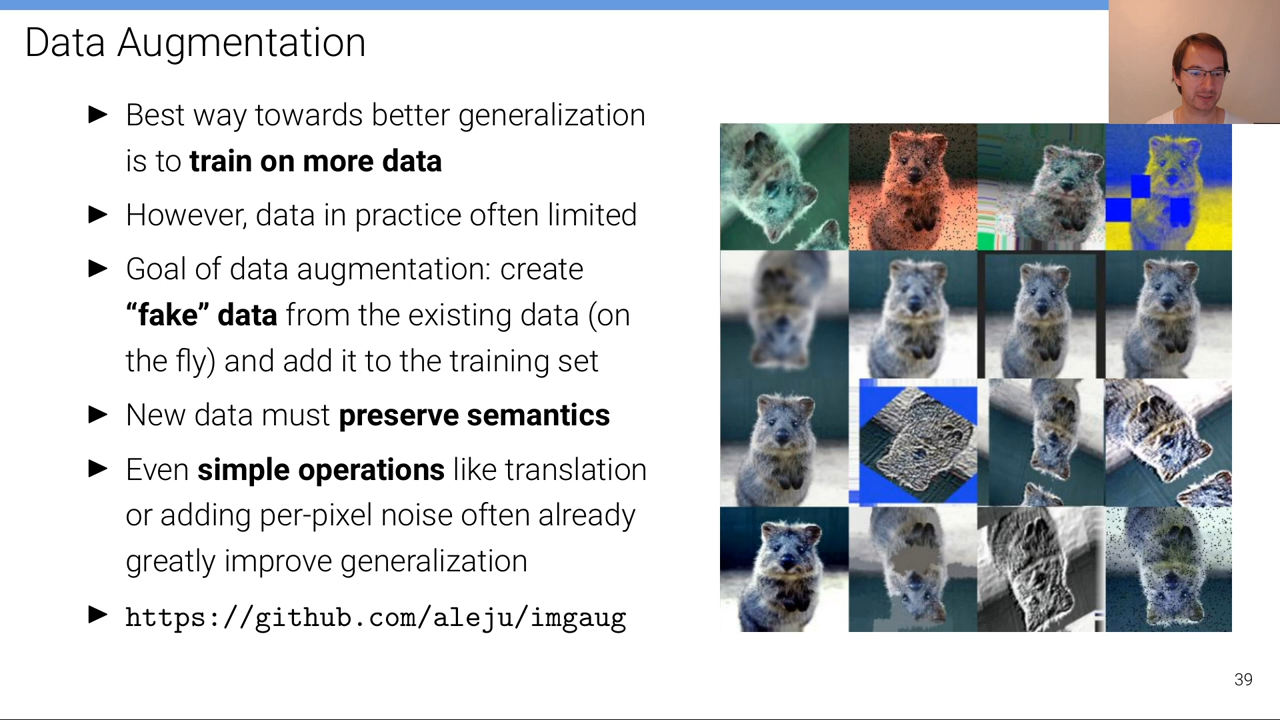 Data Augmentation
► Best way towards better generalization
is to train on more data
► However, data in practice often limited
► Goal of data augmentation: create
“fake” data from the existing data (on
the fly) and add it to the training set
► New data must preserve semantics
► Even simple operations like translation
or adding per-pixel noise often already
greatly improve generalization
► https://github.com/aleju/imgaug
39